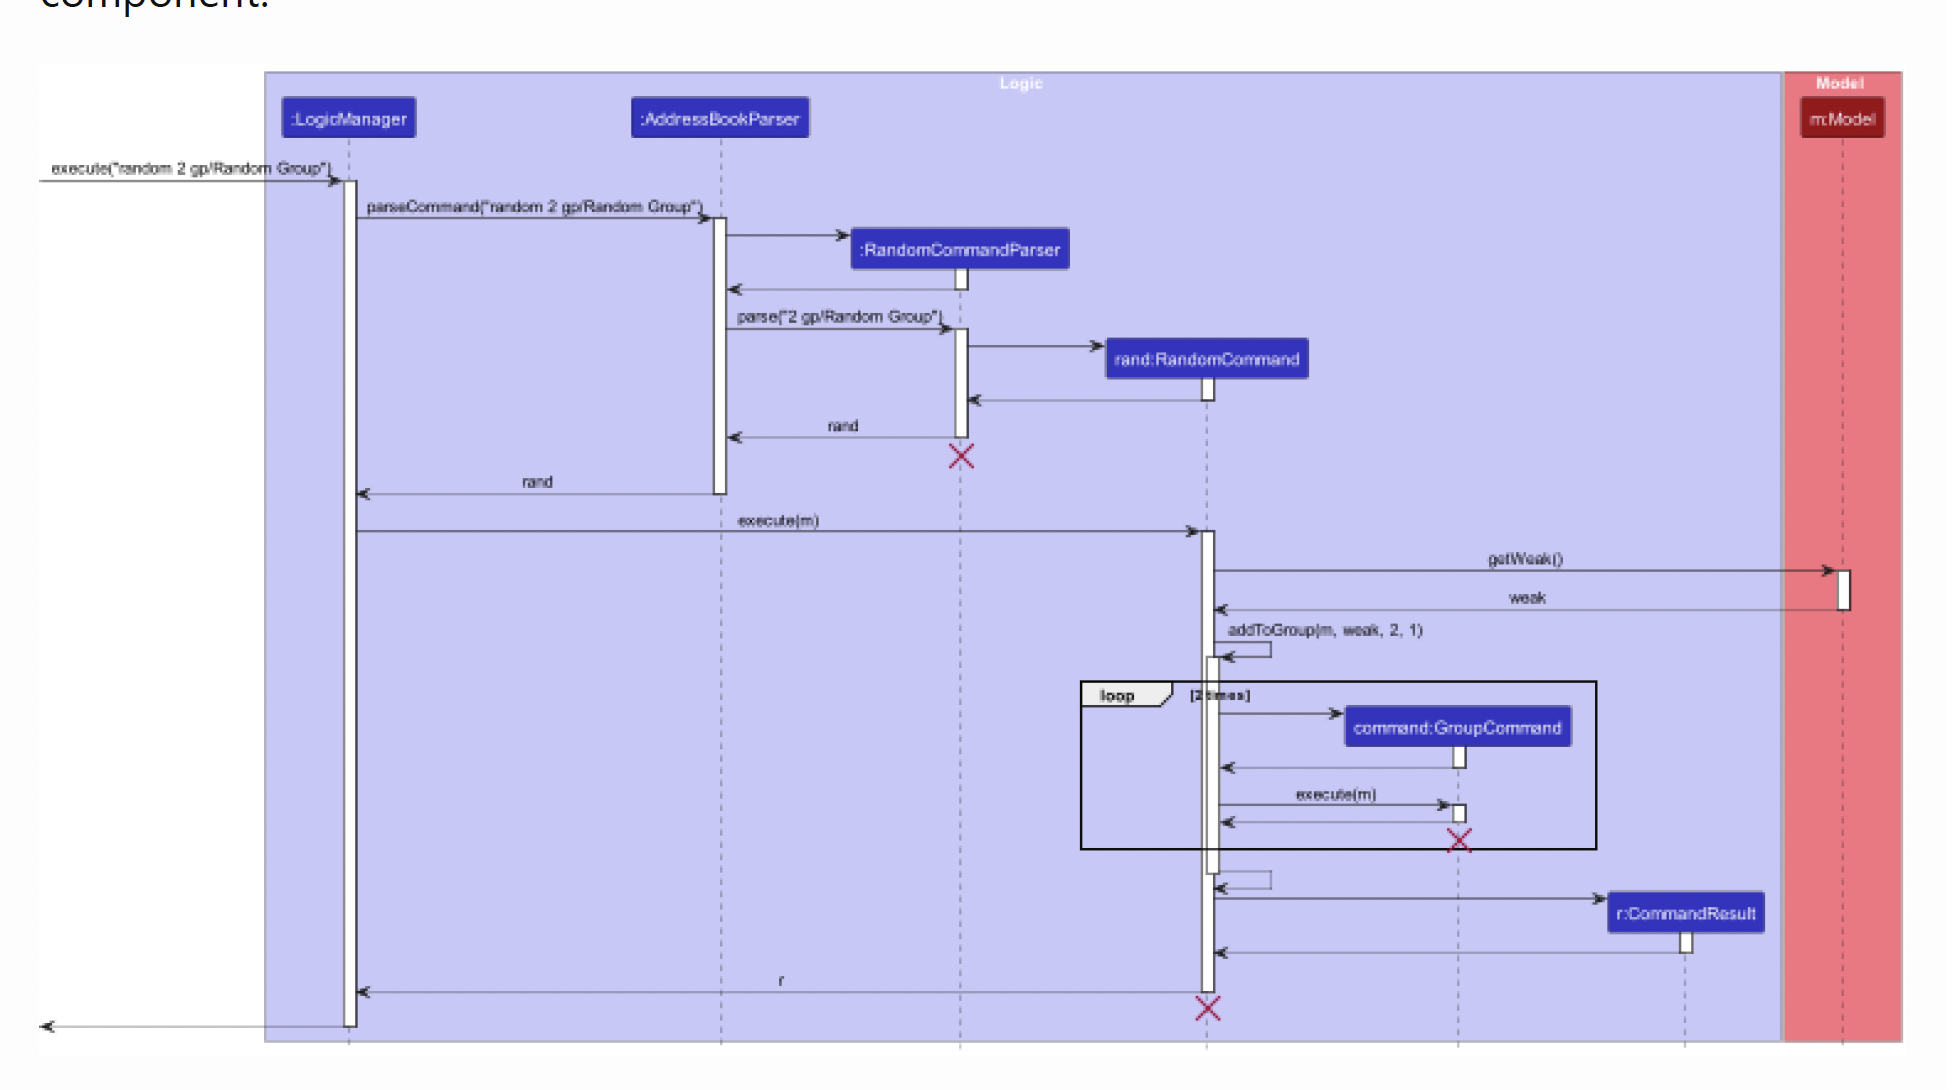 component.
Logic
Model
:LogicManager
:AddressBookParser
m:Model
execute("random 2 gp/Random Group")
parseCommand("random 2 gp/Random Group")
:RandomCommandParser
parse("2 gp/Random Group")
rand:RandomCommand
rand
rand
execute(m)
getWeak()
weak
addToGroup(m, weak, 2, 1)
loop
[2 times]
command:GroupCommand
execute(m)
r:CommandResult
r